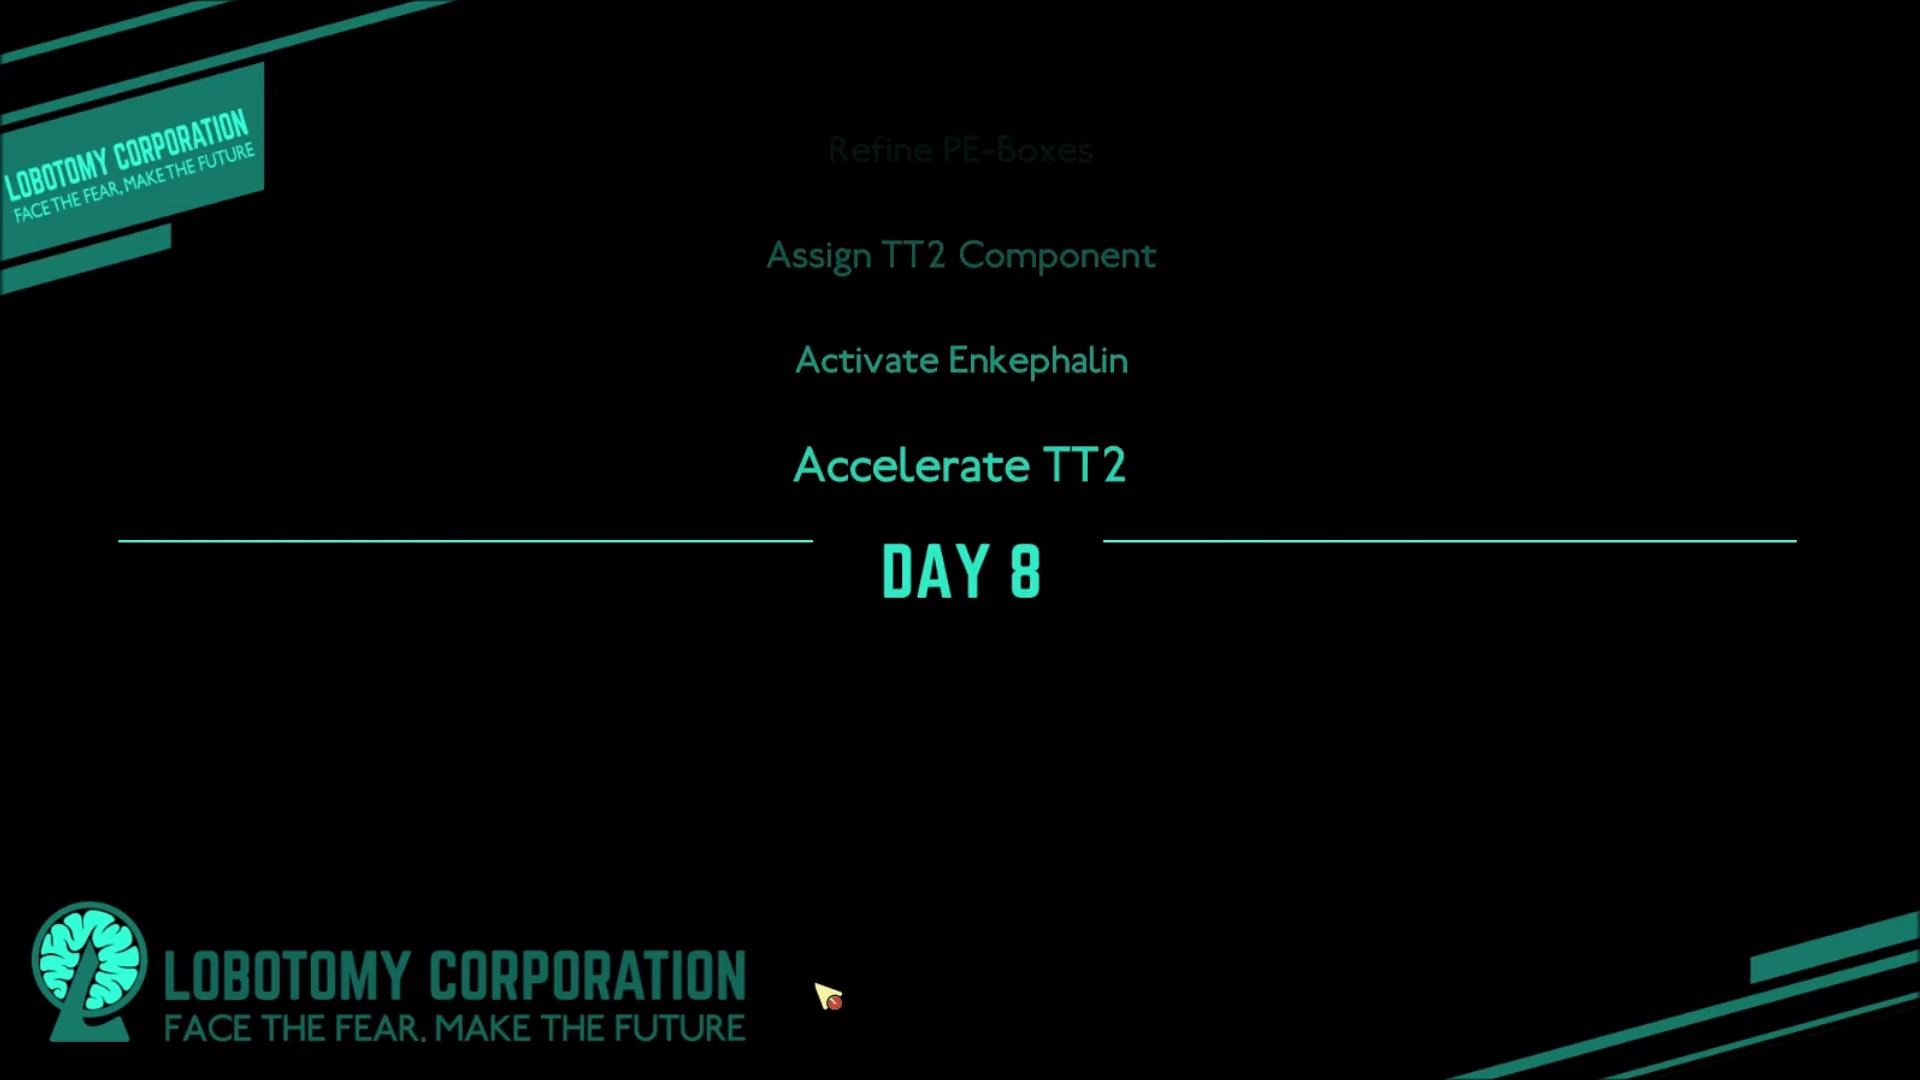 LOBOTOMY CORPORATION
FACE THE FEAR, MAKE THE FUTURE
Refine PE-Boxes
Assign TT2 Component
Activate Enkephalin
Accelerate TT2
DAY 8
LOBOTOMY CORPORATION
FACE THE FEAR, MAKE THE FUTURE